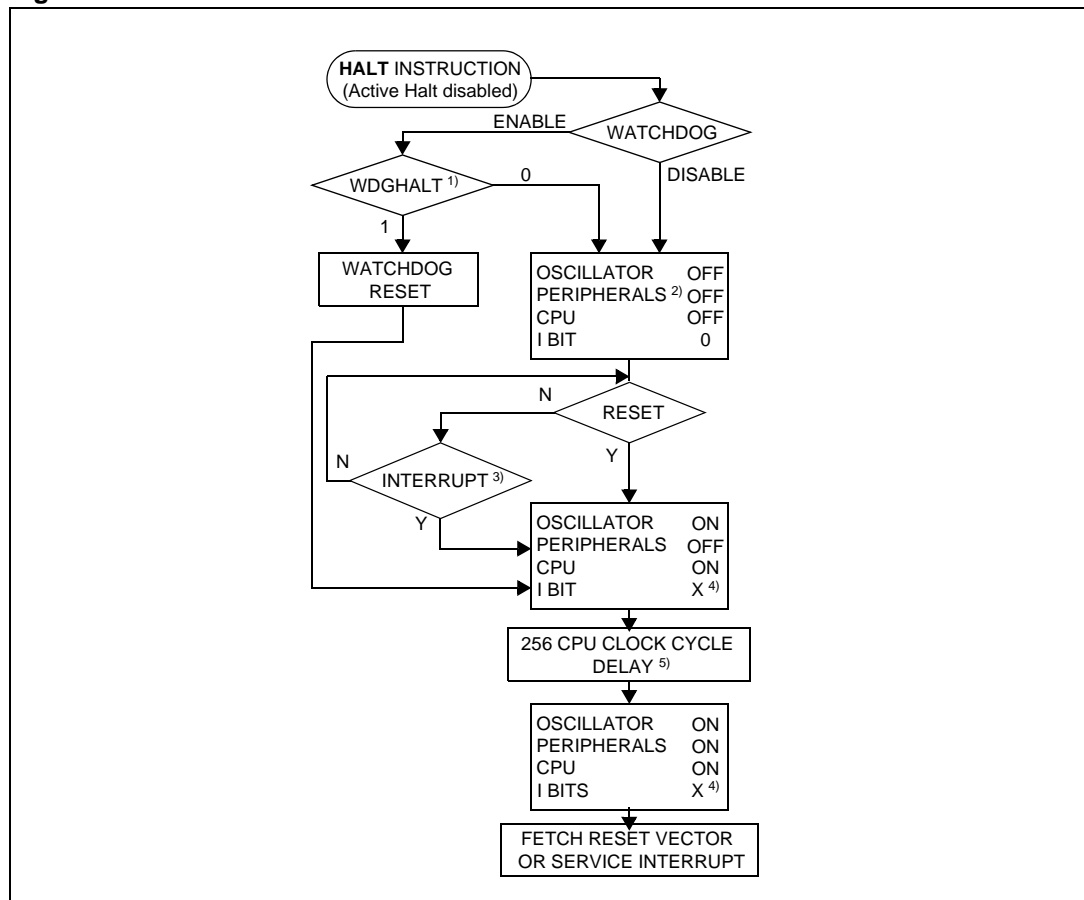 HALT INSTRUCTION
(Active Halt disabled)
WATCHDOG
ENABLE
DISABLE
WDGHALT 1)
0
1
WATCHDOG
RESET
OSCILLATOR OFF
PERIPHERALS 2) OFF
CPU OFF
I BIT 0
RESET
N
Y
INTERRUPT 3)
N
Y
OSCILLATOR ON
PERIPHERALS OFF
CPU ON
I BIT X 4)
256 CPU CLOCK CYCLE
DELAY 5)
OSCILLATOR ON
PERIPHERALS ON
CPU ON
I BITS X 4)
FETCH RESET VECTOR
OR SERVICE INTERRUPT